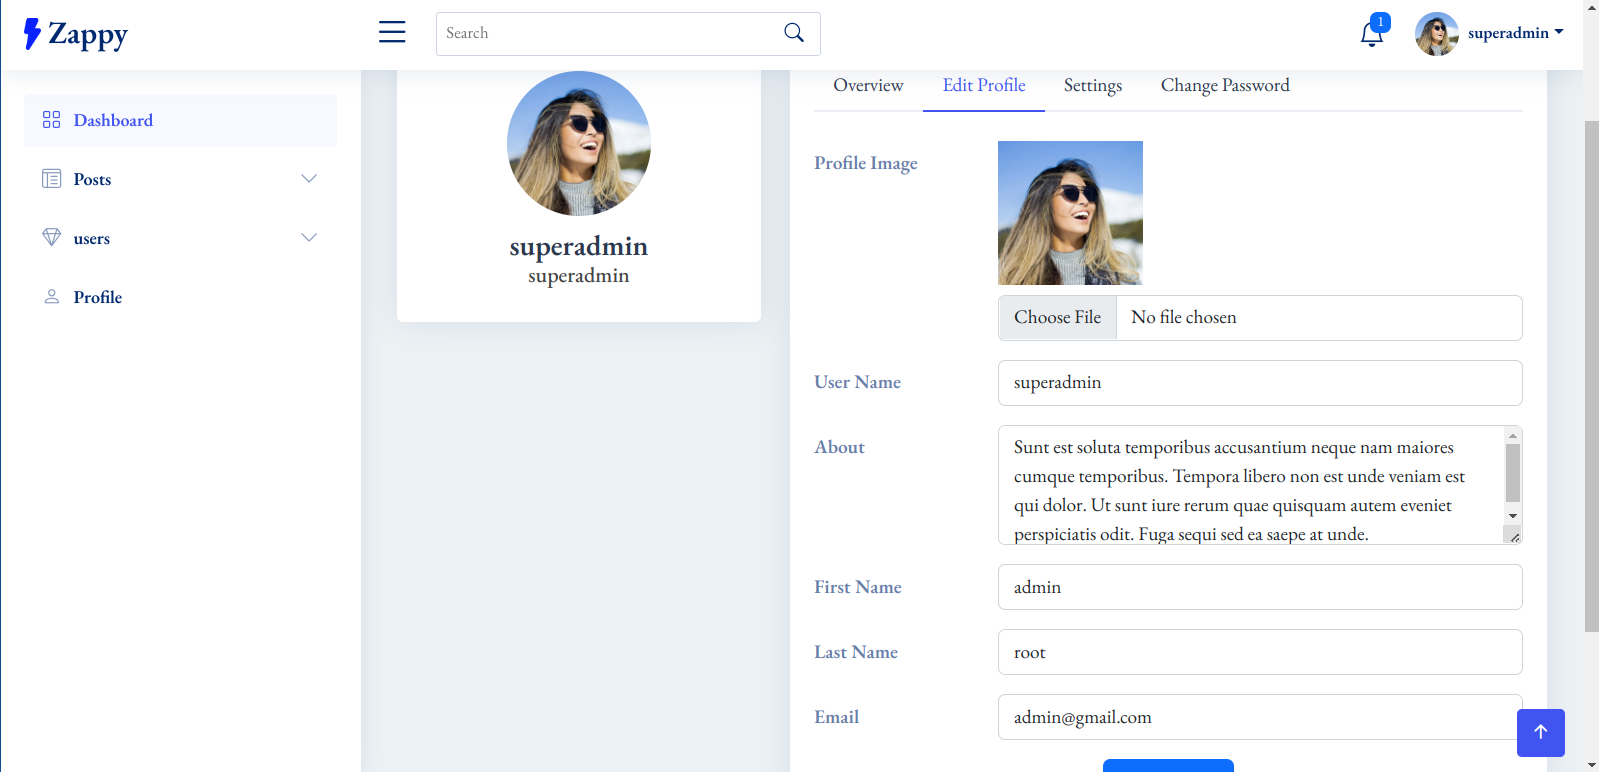 Zappy
Search
1
superadmin
Dashboard
Posts
users
Profile
superadmin
superadmin
Overview
Edit Profile
Settings
Change Password
Profile Image
Choose File
No file chosen
User Name
superadmin
About
Sunt est soluta temporibus accusantium neque nam maiores
cumque temporibus. Tempora libero non est unde veniam est
qui dolor. Ut sunt iure rerum quae quisquam autem eveniet
perspiciatis odit. Fuga sequi sed ea saepe at unde.
First Name
admin
Last Name
root
Email
admin@gmail.com